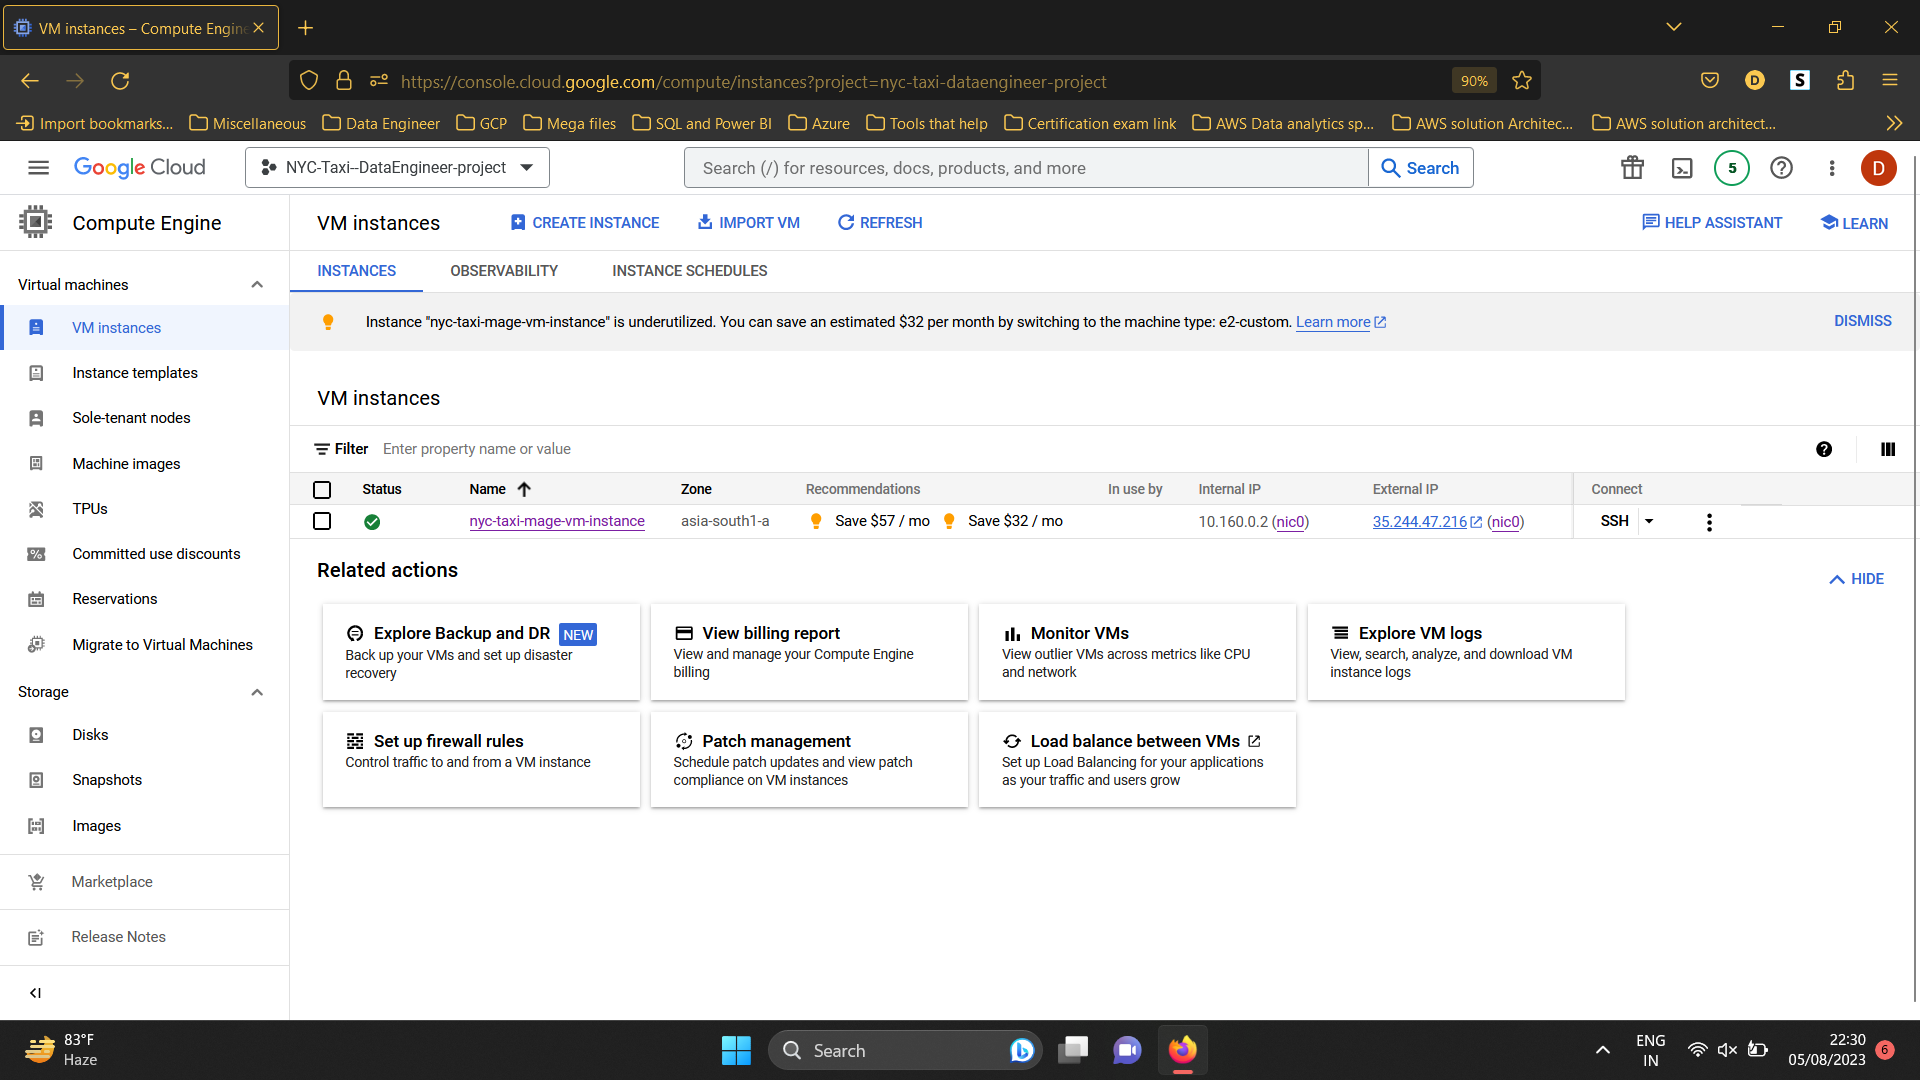 VM instances – Compute Engine
https://console.cloud.google.com/compute/instances?project=nyc-taxi-dataengineer-project
90%
D
S
Import bookmarks...
Miscellaneous
Data Engineer
GCP
Mega files
SQL and Power BI
Azure
Tools that help
Certification exam link
AWS Data analytics sp...
AWS solution Architec...
AWS solution architect...
Google Cloud
NYC-Taxi--DataEngineer-project
Search (/) for resources, docs, products, and more
Search
5
D
Compute Engine
VM instances
CREATE INSTANCE
IMPORT VM
REFRESH
HELP ASSISTANT
LEARN
Virtual machines
VM instances
Instance templates
Sole-tenant nodes
Machine images
TPUs
Committed use discounts
Reservations
Migrate to Virtual Machines
Storage
Disks
Snapshots
Images
Marketplace
Release Notes
INSTANCES
OBSERVABILITY
INSTANCE SCHEDULES
Instance "nyc-taxi-mage-vm-instance" is underutilized. You can save an estimated $32 per month by switching to the machine type: e2-custom. Learn more
DISMISS
VM instances
Filter Enter property name or value
Status Name Zone Recommendations In use by Internal IP External IP Connect
nyc-taxi-mage-vm-instance asia-south1-a Save $57 / mo Save $32 / mo 10.160.0.2 (nic0) 35.244.47.216 (nic0) SSH
Related actions
HIDE
Explore Backup and DR NEW
Back up your VMs and set up disaster
recovery
View billing report
View and manage your Compute Engine
billing
Monitor VMs
View outlier VMs across metrics like CPU
and network
Explore VM logs
View, search, analyze, and download VM
instance logs
Set up firewall rules
Control traffic to and from a VM instance
Patch management
Schedule patch updates and view patch
compliance on VM instances
Load balance between VMs
Set up Load Balancing for your applications
as your traffic and users grow
83°F
Haze
Search
ENG
IN
22:30
05/08/2023
6